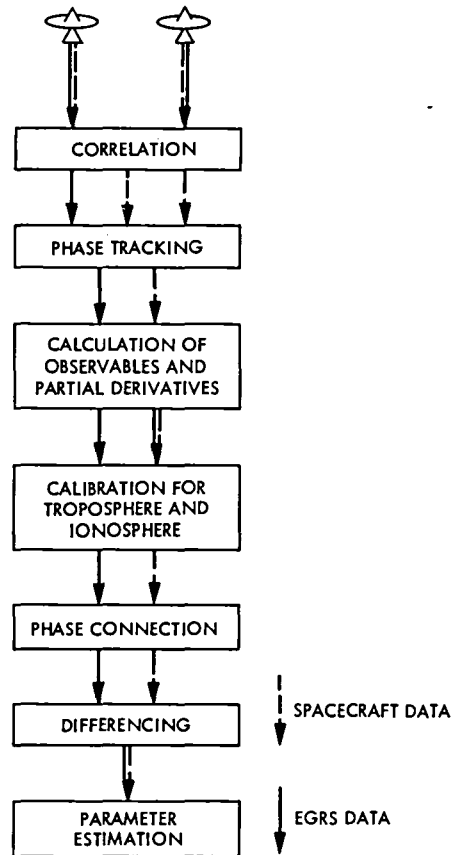 CORRELATION
PHASE TRACKING
CALCULATION OF
OBSERVABLES AND
PARTIAL DERIVATIVES
CALIBRATION FOR
TROPOSPHERE AND
IONOSPHERE
PHASE CONNECTION
DIFFERENCING
SPACECRAFT DATA
PARAMETER
ESTIMATION
EGRS DATA